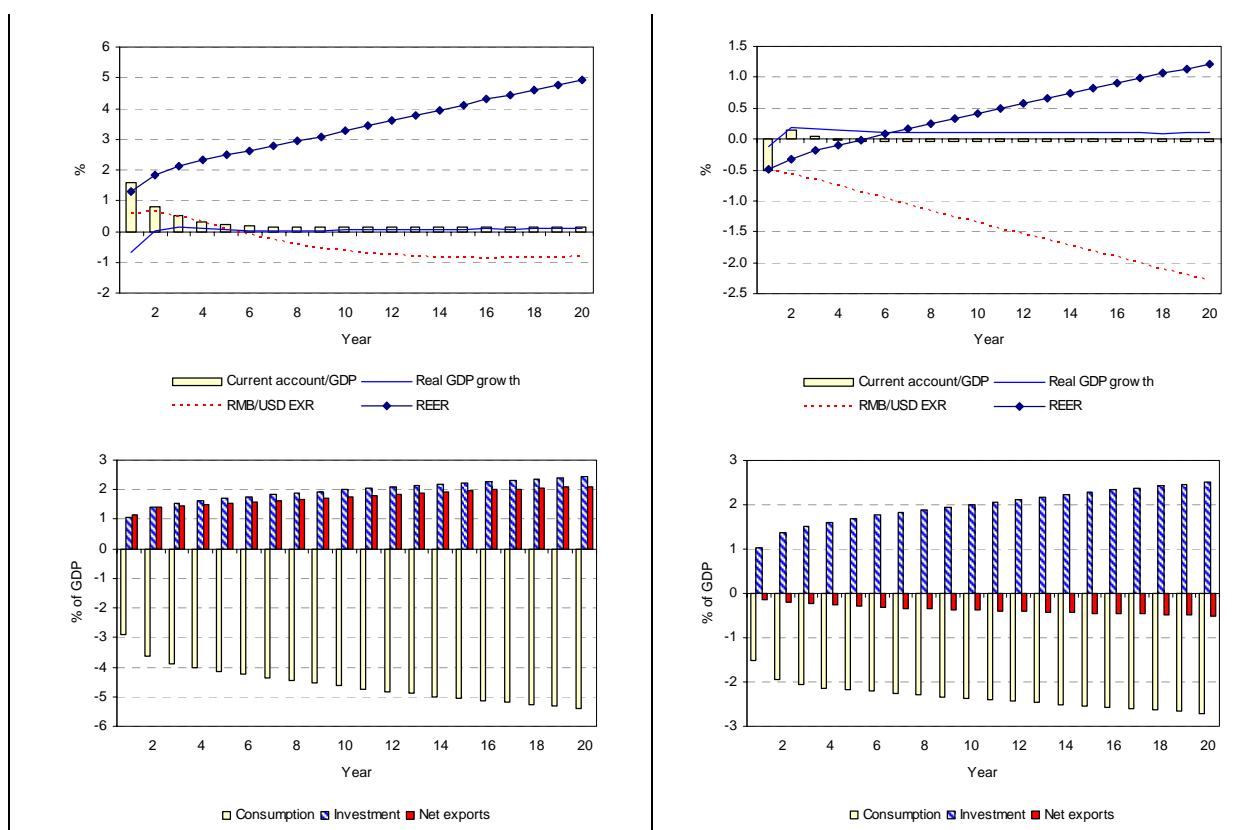 6
5
4
3
2
1
0
-1
-2
%
2 4 6 8 10 12 14 16 18 20
Year
Current account/GDP Real GDP growth
RMB/USD EXR REER
1.5
1.0
0.5
0.0
-0.5
-1.0
-1.5
-2.0
-2.5
%
2 4 6 8 10 12 14 16 18 20
Year
Current account/GDP Real GDP growth
RMB/USD EXR REER
3
2
1
0
-1
-2
-3
-4
-5
-6
% of GDP
2 4 6 8 10 12 14 16 18 20
Year
Consumption Investment Net exports
3
2
1
0
-1
-2
-3
% of GDP
2 4 6 8 10 12 14 16 18 20
Year
Consumption Investment Net exports